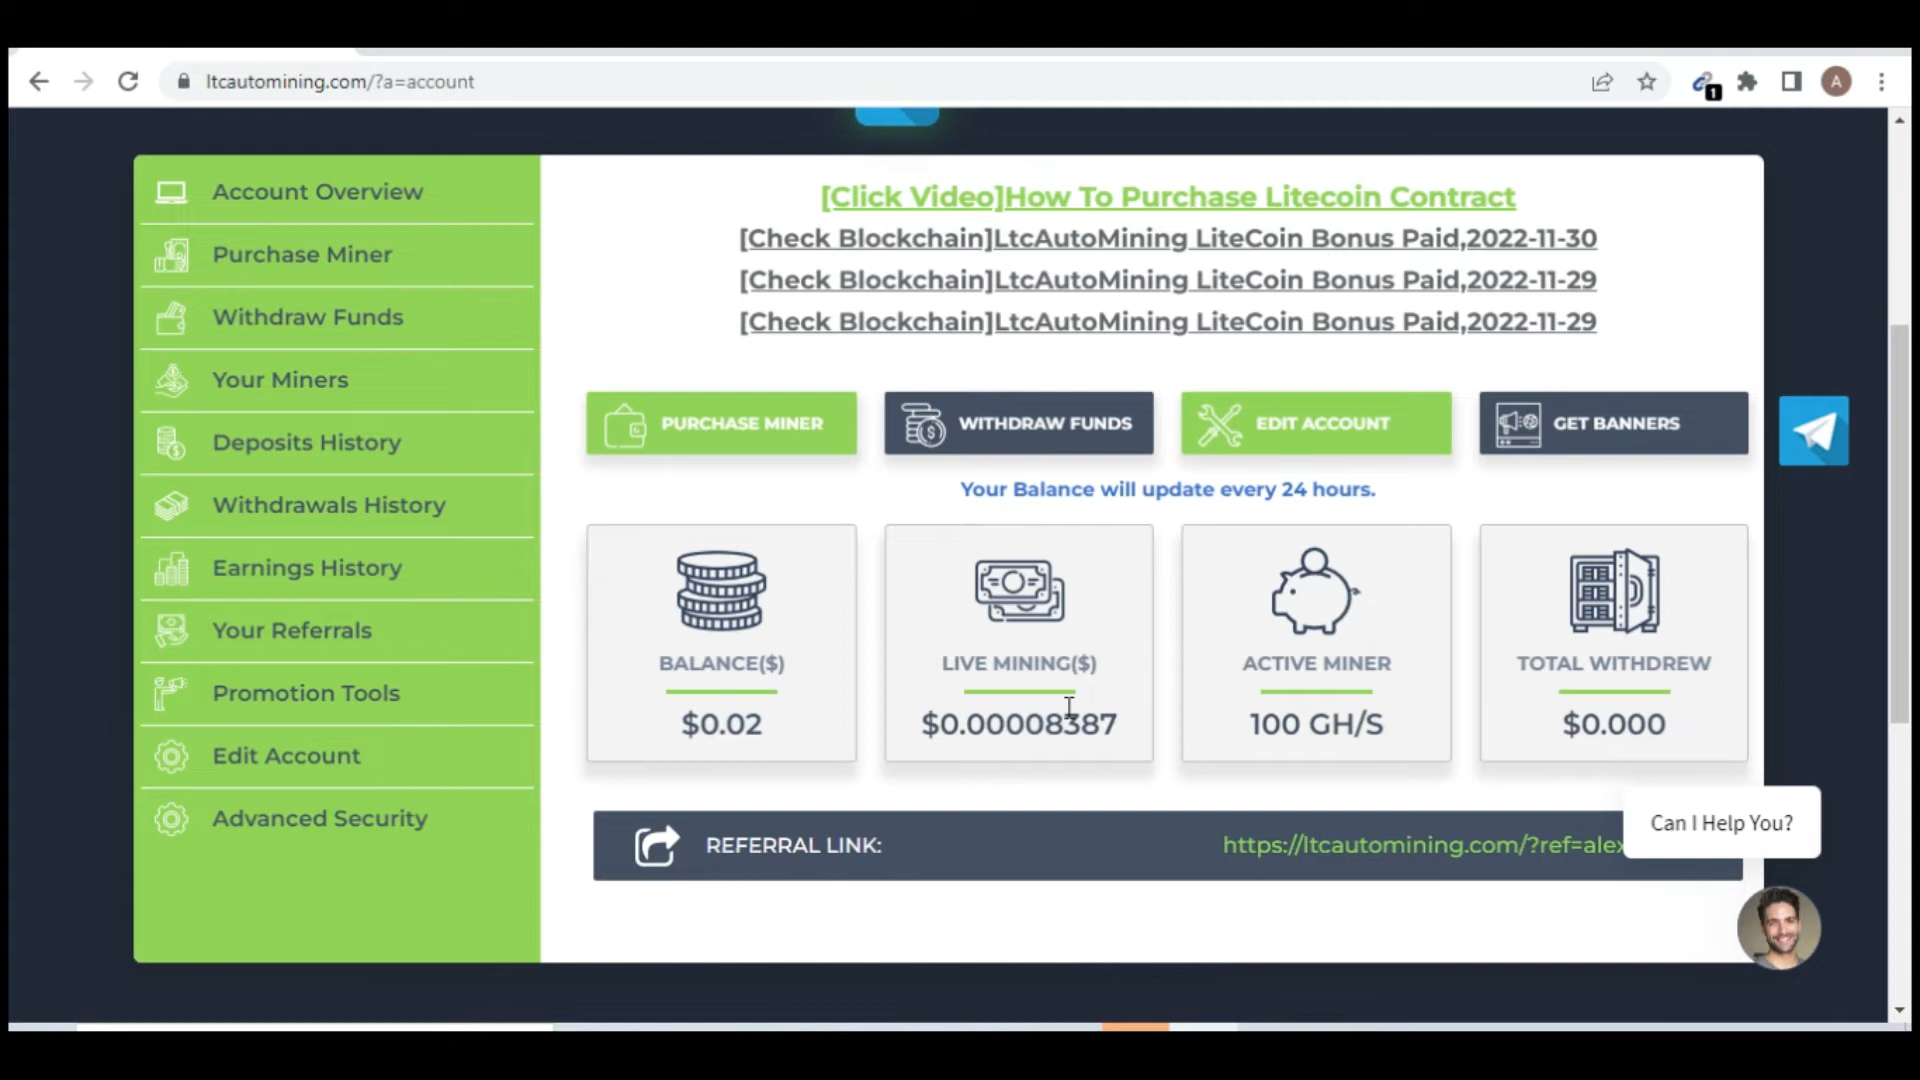 ltcautomining.com/?a=account
1
A
Account Overview
Purchase Miner
Withdraw Funds
Your Miners
Deposits History
Withdrawals History
Earnings History
Your Referrals
Promotion Tools
Edit Account
Advanced Security
[Click Video]How To Purchase Litecoin Contract
[Check Blockchain]LtcAutoMining LiteCoin Bonus Paid,2022-11-30
[Check Blockchain]LtcAutoMining LiteCoin Bonus Paid,2022-11-29
[Check Blockchain]LtcAutoMining LiteCoin Bonus Paid,2022-11-29
PURCHASE MINER
WITHDRAW FUNDS
EDIT ACCOUNT
GET BANNERS
Your Balance will update every 24 hours.
BALANCE($)
$0.02
LIVE MINING($)
$0.00008387
ACTIVE MINER
100 GH/S
TOTAL WITHDREW
$0.000
REFERRAL LINK:
https://ltcautomining.com/?ref=alex
Can I Help You?